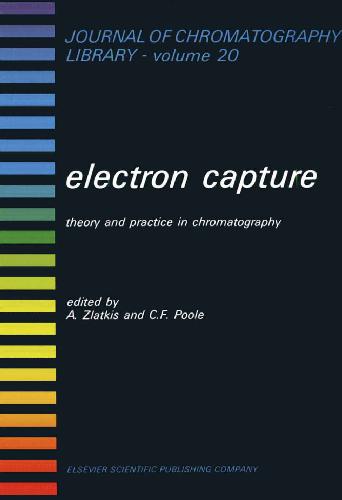 JOURNAL OF CHROMATOGRAPHY
LIBRARY - volume 20
electron capture
theory and practice in chromatography
edited by
A. Zlatkis and C.F. Poole
ELSEVIER SCIENTIFIC PUBLISHING COMPANY